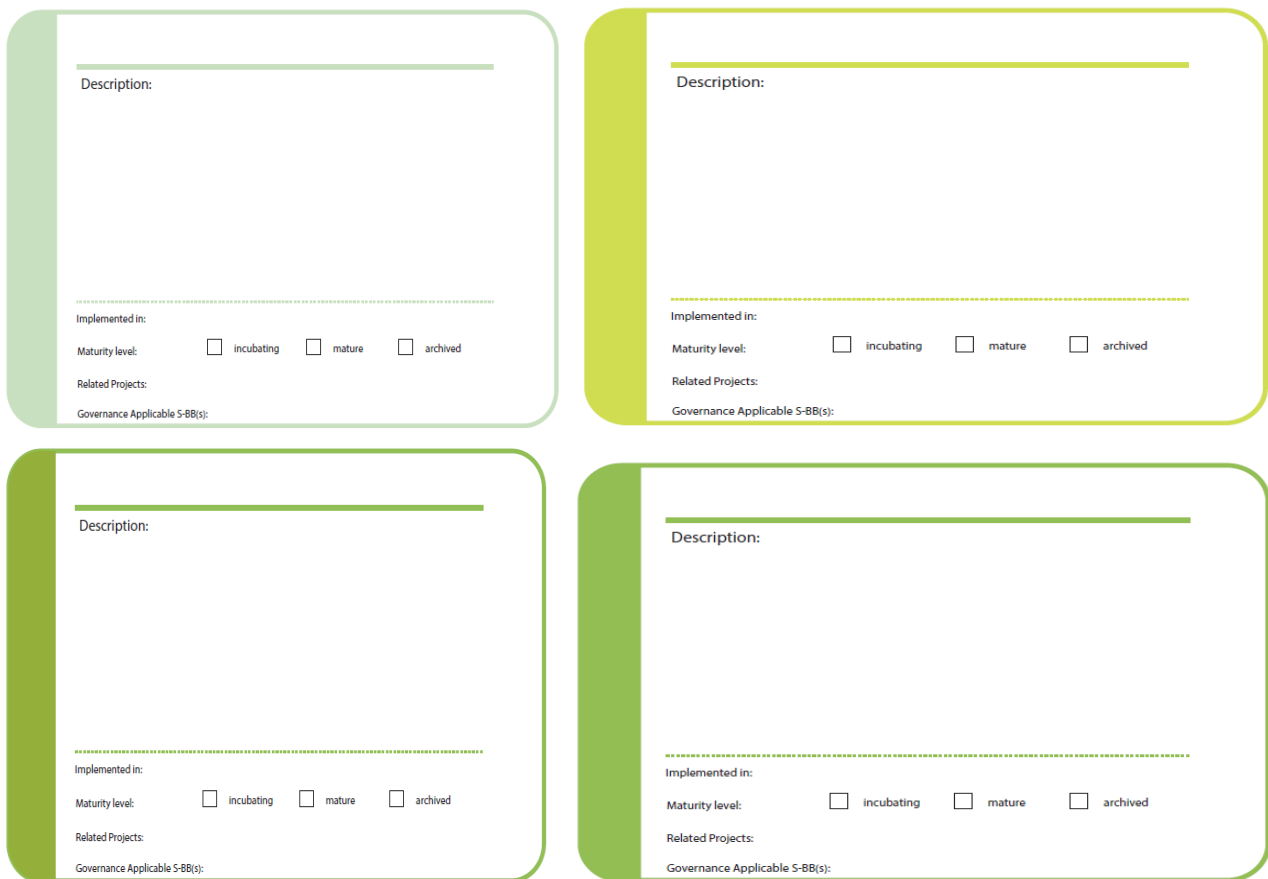 Description:
Implemented in:
Maturity level: incubating mature archived
Related Projects:
Governance Applicable S-BB(s):
Description:
Implemented in:
Maturity level: incubating mature archived
Related Projects:
Governance Applicable S-BB(s):
Description:
Implemented in:
Maturity level: incubating mature archived
Related Projects:
Governance Applicable S-BB(s):
Description:
Implemented in:
Maturity level: incubating mature archived
Related Projects:
Governance Applicable S-BB(s):